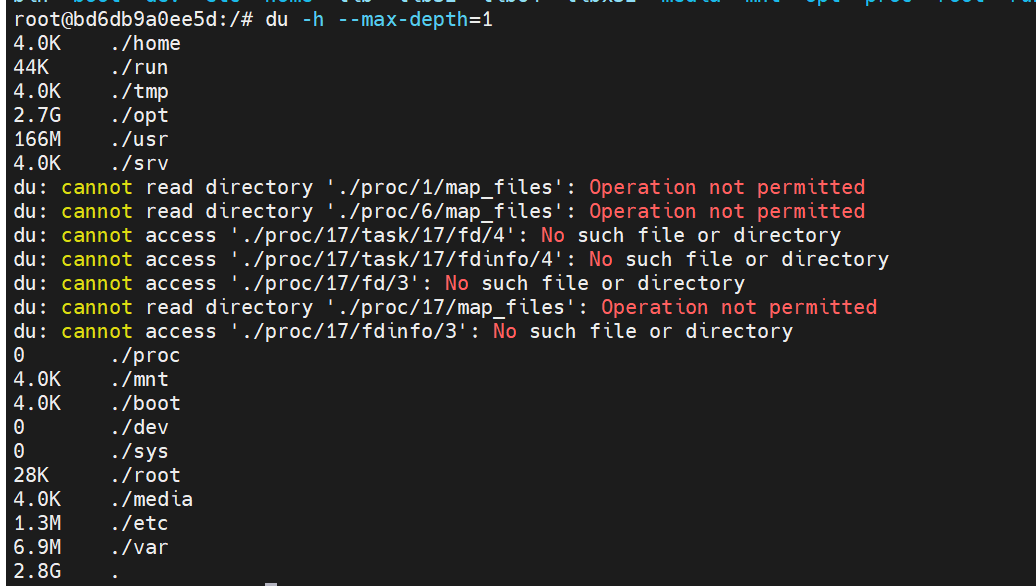 root@bd6db9a0ee5d:/# du -h --max-depth=1
4.0K	./home
44K	./run
4.0K	./tmp
2.7G	./opt
166M	./usr
4.0K	./srv
du: cannot read directory './proc/1/map_files': Operation not permitted
du: cannot read directory './proc/6/map_files': Operation not permitted
du: cannot access './proc/17/task/17/fd/4': No such file or directory
du: cannot access './proc/17/task/17/fdinfo/4': No such file or directory
du: cannot access './proc/17/fd/3': No such file or directory
du: cannot read directory './proc/17/map_files': Operation not permitted
du: cannot access './proc/17/fdinfo/3': No such file or directory
0	./proc
4.0K	./mnt
4.0K	./boot
0	./dev
0	./sys
28K	./root
4.0K	./media
1.3M	./etc
6.9M	./var
2.8G	.